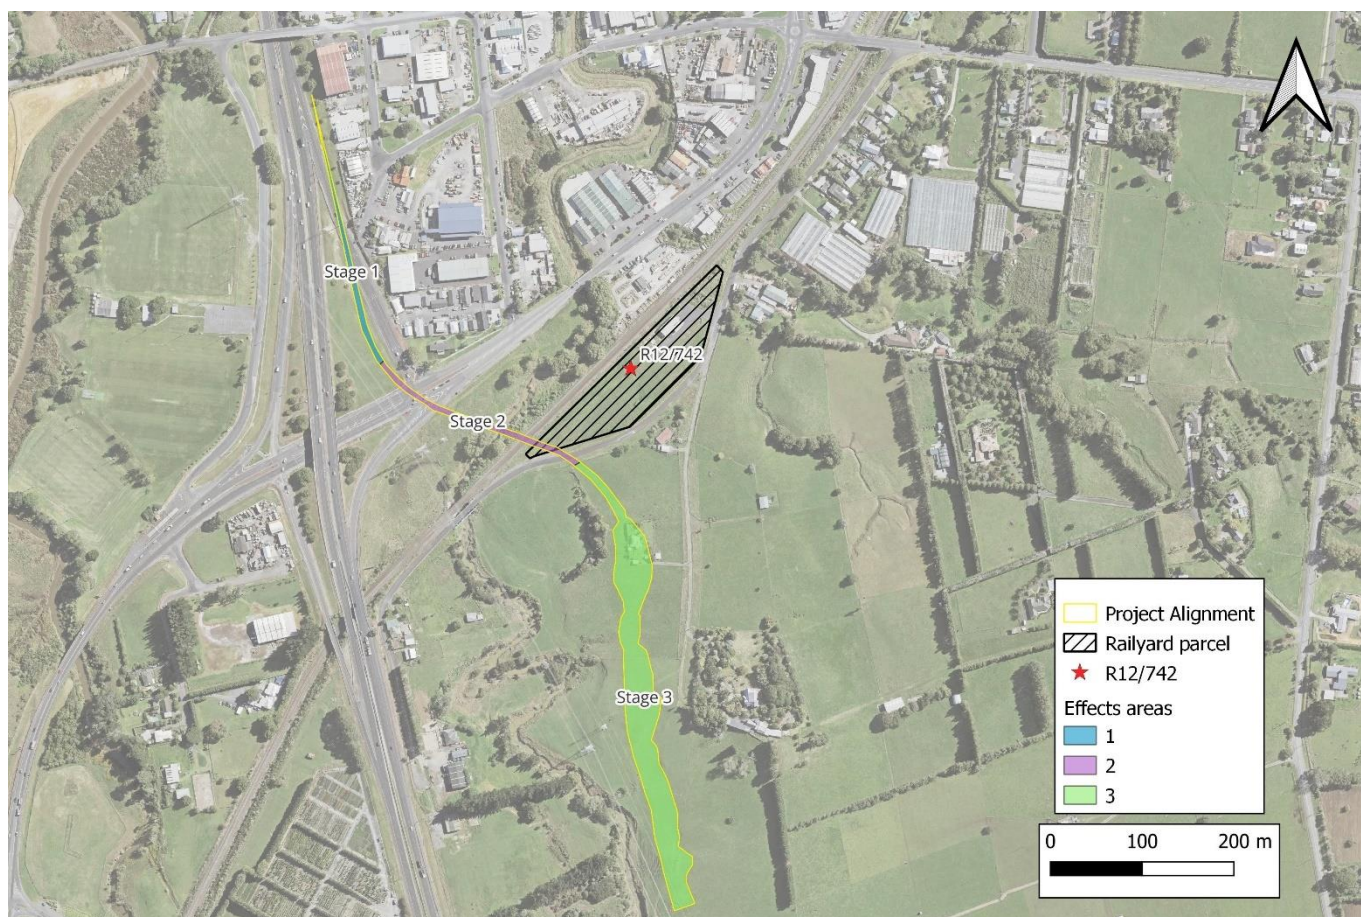 Stage 1
R12/742
Stage 2
Stage 3
Project Alignment
Railyard parcel
R12/742
Effects areas
1
2
3
0 100 200 m